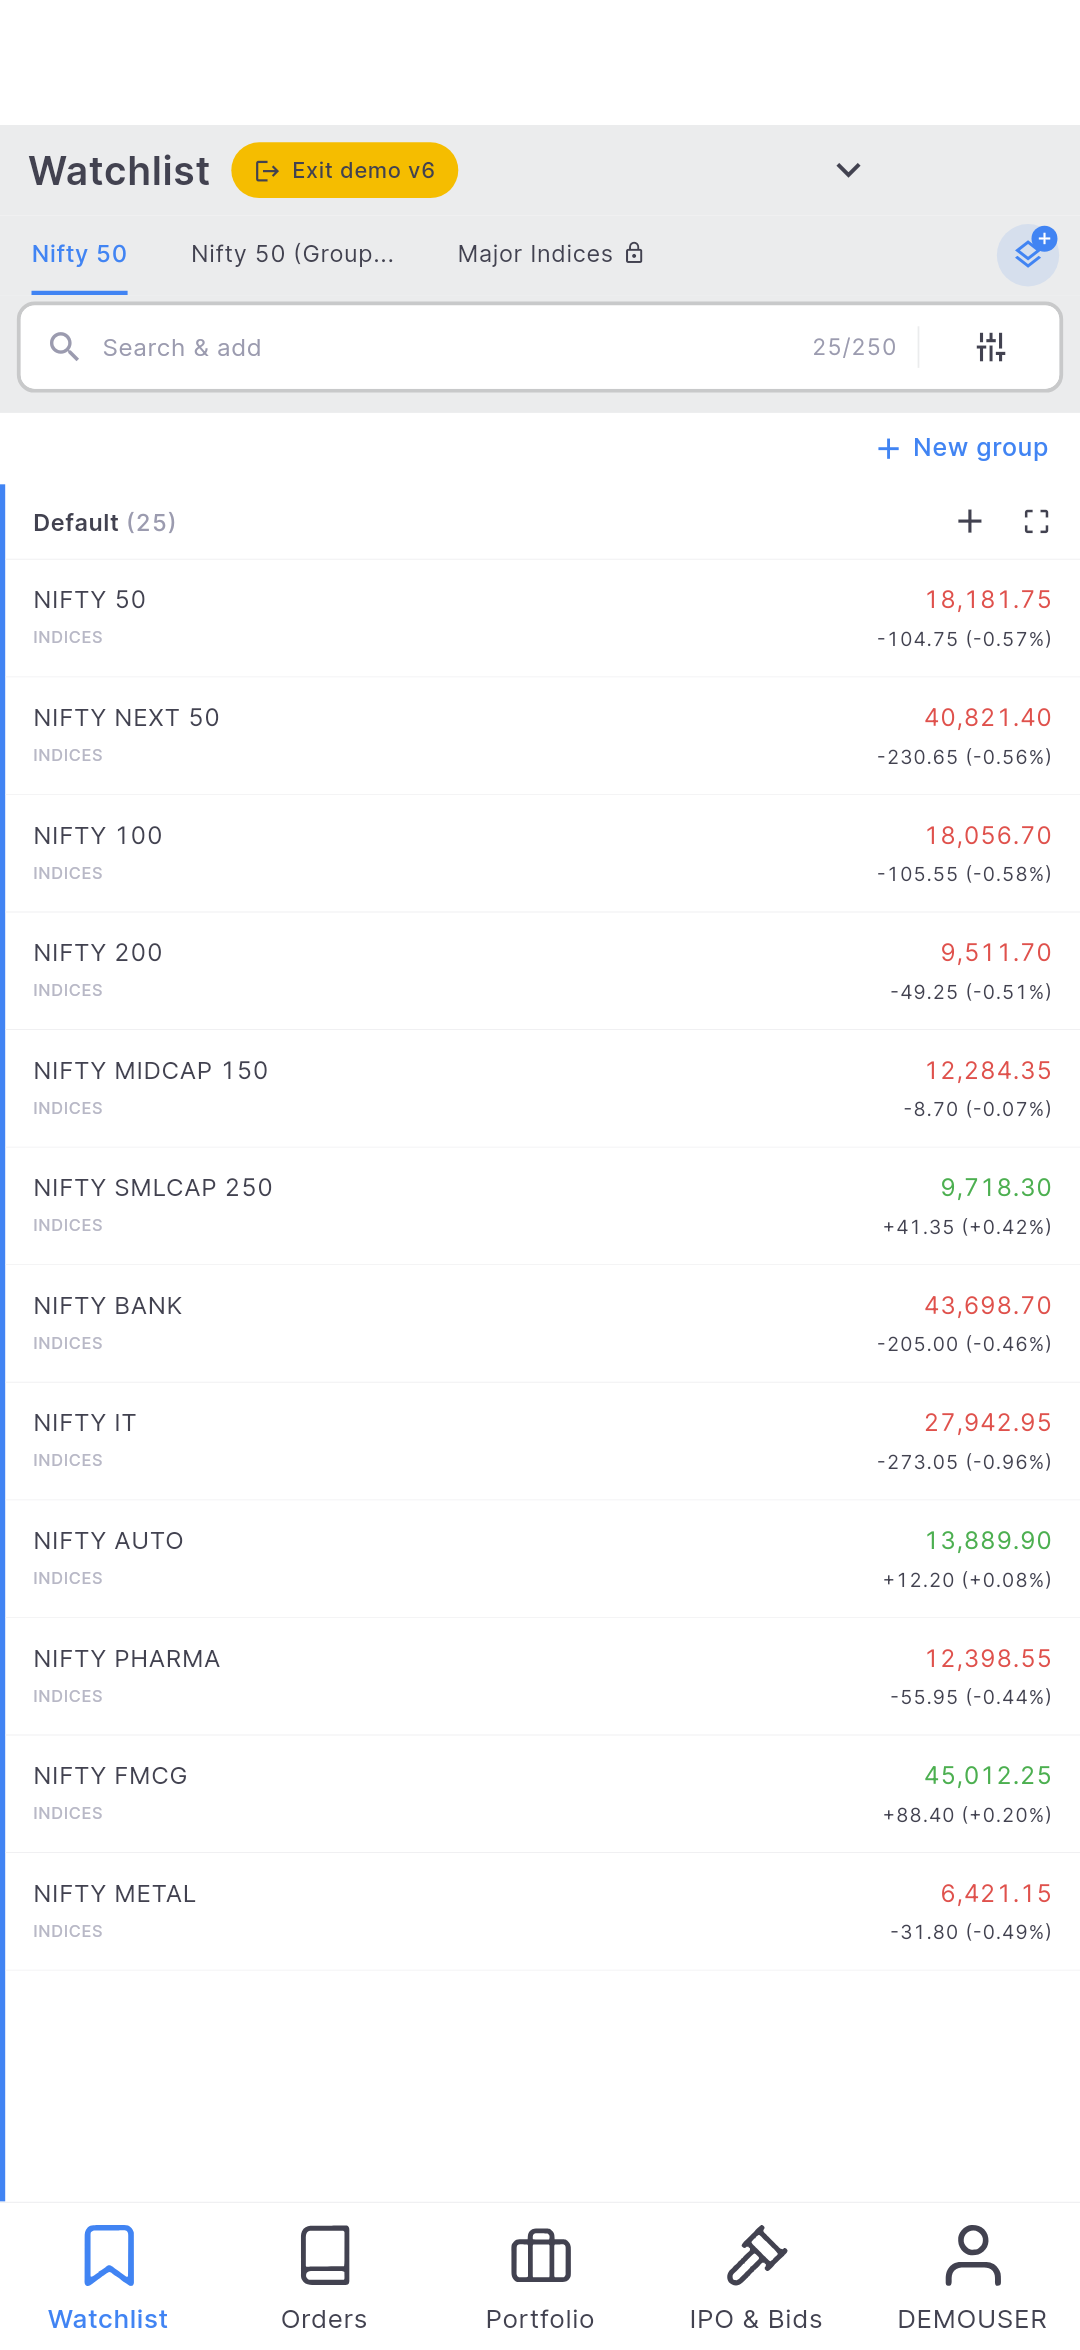 Watchlist Exit demo v6
Nifty 50 Nifty 50 (Group... Major Indices
Search & add 25/250
New group
Default (25)
NIFTY 50 18,181.75
INDICES -104.75 (-0.57%)
NIFTY NEXT 50 40,821.40
INDICES -230.65 (-0.56%)
NIFTY 100 18,056.70
INDICES -105.55 (-0.58%)
NIFTY 200 9,511.70
INDICES -49.25 (-0.51%)
NIFTY MIDCAP 150 12,284.35
INDICES -8.70 (-0.07%)
NIFTY SMLCAP 250 9,718.30
INDICES +41.35 (+0.42%)
NIFTY BANK 43,698.70
INDICES -205.00 (-0.46%)
NIFTY IT 27,942.95
INDICES -273.05 (-0.96%)
NIFTY AUTO 13,889.90
INDICES +12.20 (+0.08%)
NIFTY PHARMA 12,398.55
INDICES -55.95 (-0.44%)
NIFTY FMCG 45,012.25
INDICES +88.40 (+0.20%)
NIFTY METAL 6,421.15
INDICES -31.80 (-0.49%)
Watchlist Orders Portfolio IPO & Bids DEMOUSER